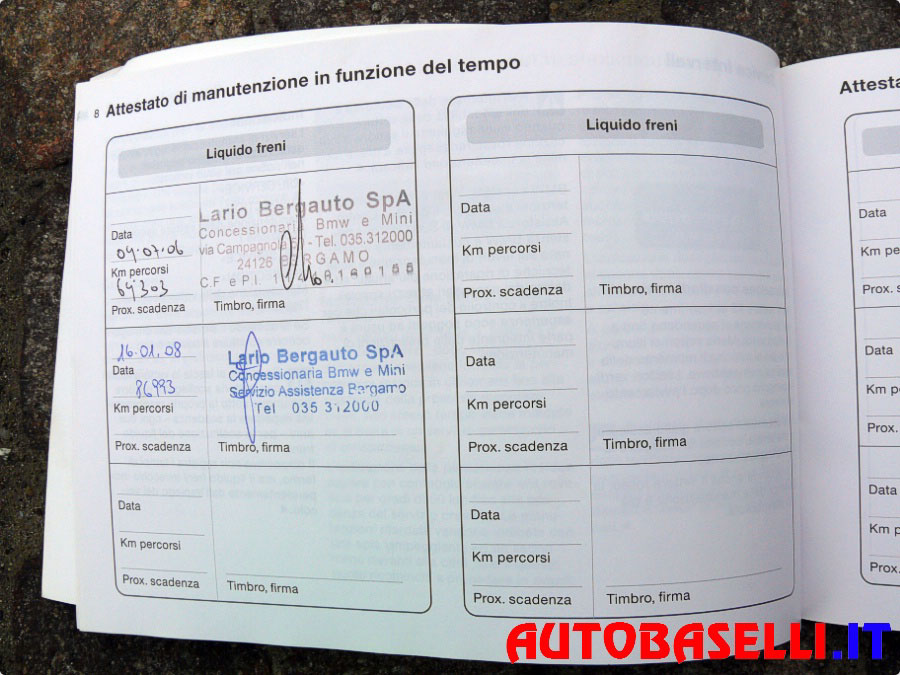 8 Attestato di manutenzione in funzione del tempo
Liquido freni
Lario Bergauto SpA
Concessionaria Bmw e Mini
via Campagnola - Tel. 035.312000
24126 BERGAMO
C.F e P.I.
04.07.06
Data
64303
Km percorsi
Prox. scadenza
Timbro, firma
16.01.08
Data
86993
Km percorsi
Prox. scadenza
Lario Bergauto SpA
Concessionaria Bmw e Mini
Servizio Assistenza Bergamo
Tel 035 312000
Timbro, firma
Data
Km percorsi
Prox. scadenza
Timbro, firma
Liquido freni
Data
Km percorsi
Prox. scadenza
Timbro, firma
Data
Km percorsi
Prox. scadenza
Timbro, firma
Data
Km percorsi
Prox. scadenza
Timbro, firma
Attesta
Data
Km pe
Prox. s
Data
Km pe
Prox.
Data
Km p
Prox.
AUTOBASELLI.IT